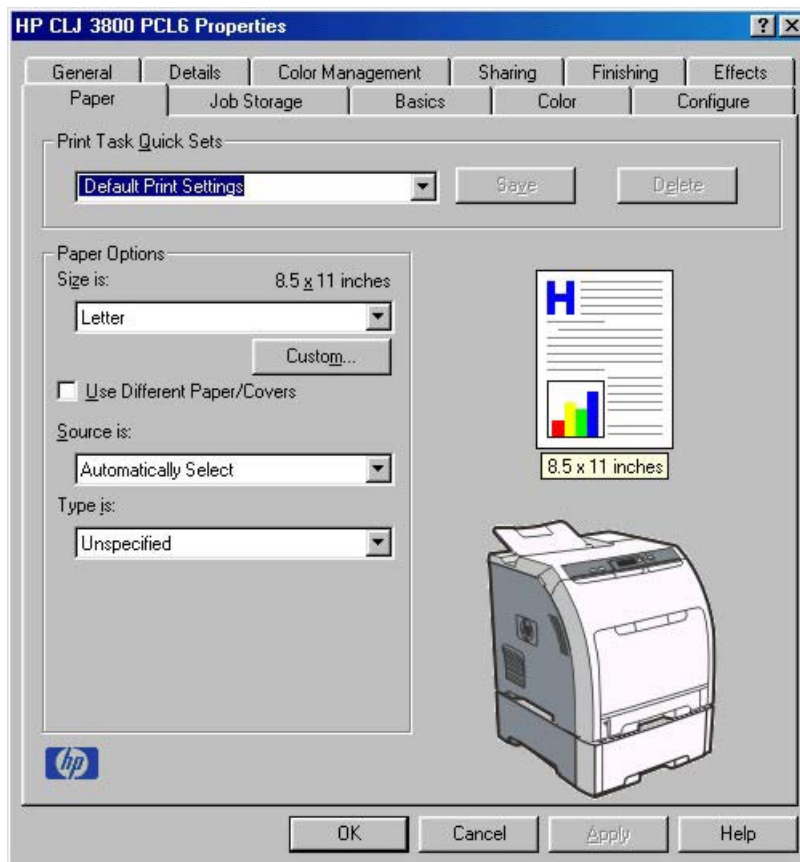 HP CLJ 3800 PCL6 Properties
General Details Color Management Sharing Finishing Effects
Paper Job Storage Basics Color Configure
Print Task Quick Sets
Default Print Settings Save Delete
Paper Options
Size is: 8.5 x 11 inches
Letter
Custom...
Use Different Paper/Covers
Source is:
Automatically Select
Type is:
Unspecified
H
8.5 x 11 inches
hp
OK Cancel Apply Help